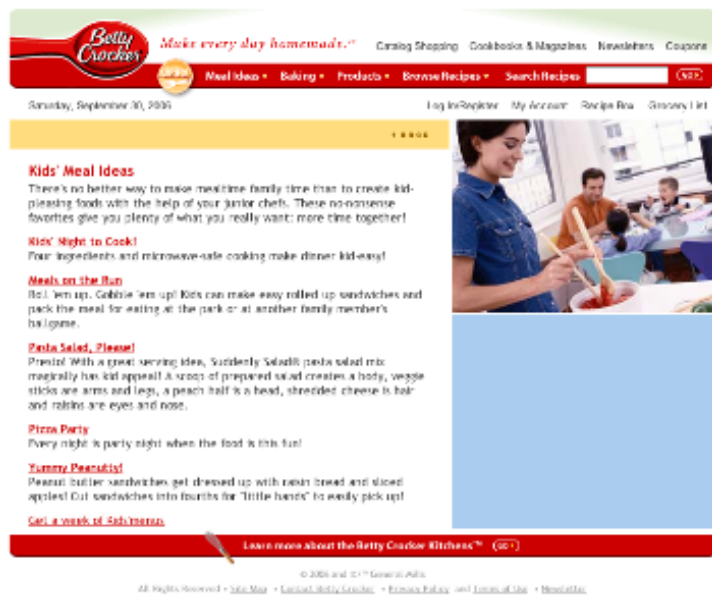 Betty Crocker
Make every day homemade.℠
Catalog Shopping Cookbooks & Magazines Newsletters Coupons
Meal Ideas Baking Products Browse Recipes Search Recipes GO
Saturday, September 30, 2006
Log In/Register My Account Recipe Box Grocery List
Kids' Meal Ideas
There's no better way to make mealtime family time than to create kid-
pleasing foods with the help of your junior chefs. These no-nonsense
favorites give you plenty of what you really want: more time together!
Kids' Night to Cook!
Four ingredients and microwave-safe cooking make dinner kid-easy!
Meals on the Run
Roll 'em up. Gobble 'em up! Kids can make easy rolled up sandwiches and
pack the meal for eating at the park or at another family member's
ballgame.
Pasta Salad, Please!
Presto! With a great serving idea, Suddenly Salad® pasta salad mix
magically has kid appeal! A scoop of prepared salad creates a body, veggie
sticks are arms and legs, a peach half is a head, shredded cheese is hair
and raisins are eyes and nose.
Pizza Party
Every night is party night when the food is this fun!
Yummy Peanutty!
Peanut butter sandwiches get dressed up with raisin bread and sliced
apples! Cut sandwiches into fourths for "little hands" to easily pick up!
Get a week of Kids' menus
Learn more about the Betty Crocker Kitchens™ GO
© 2006 and ®/™ General Mills
All Rights Reserved • Site Map • Contact Betty Crocker • Privacy Policy and Terms of Use • Newsletter